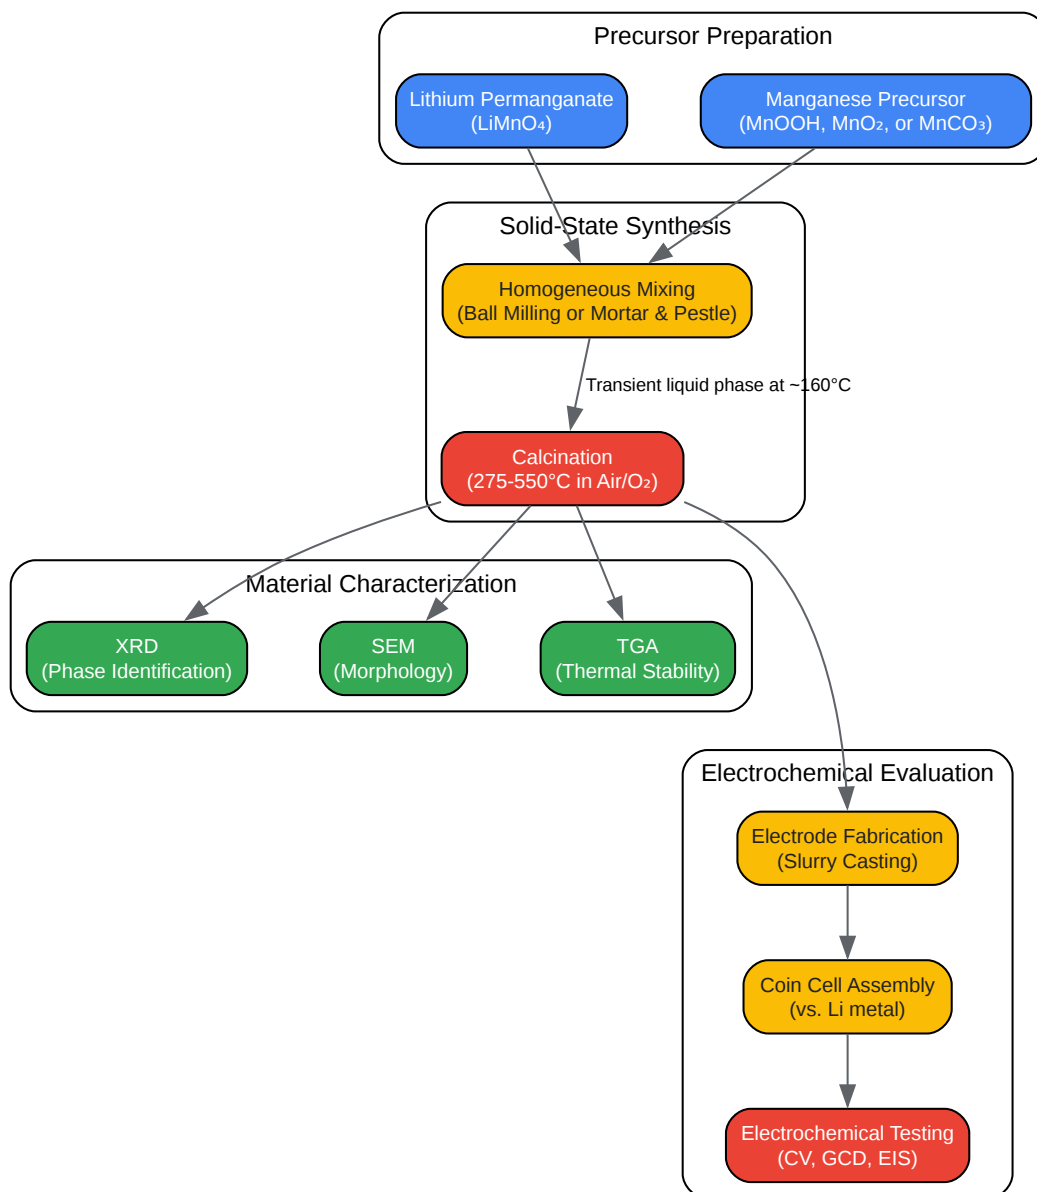 Precursor Preparation
Lithium Permanganate
(LiMnO₄)
Manganese Precursor
(MnOOH, MnO₂, or MnCO₃)
Solid-State Synthesis
Homogeneous Mixing
(Ball Milling or Mortar & Pestle)
Transient liquid phase at ~160°C
Calcination
(275-550°C in Air/O₂)
Material Characterization
XRD
(Phase Identification)
SEM
(Morphology)
TGA
(Thermal Stability)
Electrochemical Evaluation
Electrode Fabrication
(Slurry Casting)
Coin Cell Assembly
(vs. Li metal)
Electrochemical Testing
(CV, GCD, EIS)